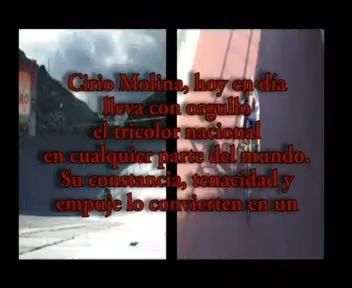 Cirio Molina, hoy en día
lleva con orgullo
el tricolor nacional
en cualquier parte del mundo.
Su constancia, tenacidad y
empuje lo convierten en un